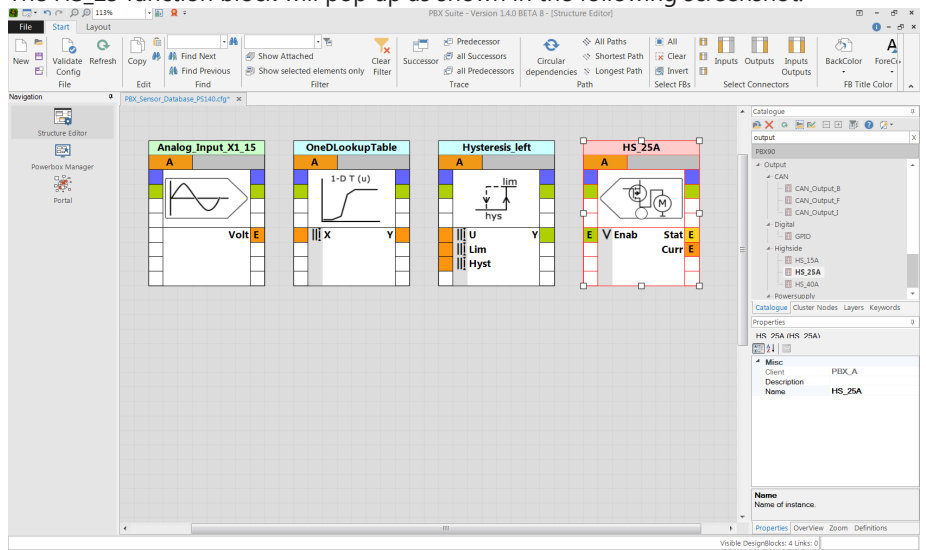 The HS_25 function block will pop up as shown in the following screenshot.
113%
PBX Suite - Version 1.4.0 BETA 8 - [Structure Editor]
File Start Layout
New Validate Config Refresh
File
Copy
Edit
Find Next
Find Previous
Find
Show Attached
Show selected elements only
Clear Filter
Filter
Successor
Predecessor
all Successors
all Predecessors
Trace
Circular dependencies
All Paths
Shortest Path
Longest Path
Path
All
Clear
Invert
Select FBs
Inputs Outputs Inputs Outputs
Select Connectors
BackColor
FB Title Color
Navigation
Structure Editor
Powerbox Manager
Portal
PBX_Sensor_Database_PS140.cfg* x
Analog_Input_X1_15
A
Volt E
OneDLookupTable
A
1-D T (u)
X Y
Hysteresis_left
A
lim
hys
U Y
Lim
Hyst
HS_25A
A
M
E V Enab Stat E
Curr E
Catalogue
output X
PBX90
Output
CAN
CAN_Output_B
CAN_Output_F
CAN_Output_I
Digital
GPIO
Highside
HS_15A
HS_25A
HS_40A
Powersupply
Catalogue Cluster Nodes Layers Keywords
Properties
HS_25A (HS_25A)
Misc
Client PBX_A
Description
Name HS_25A
Name
Name of instance.
Properties OverView Zoom Definitions
Visible DesignBlocks: 4 Links: 0